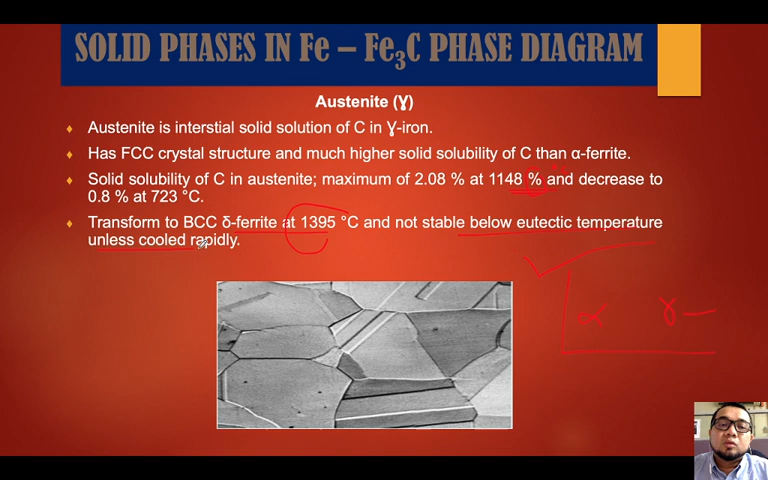 SOLID PHASES IN Fe – Fe₃C PHASE DIAGRAM
Austenite (Ɣ)
♦ Austenite is interstial solid solution of C in Ɣ-iron.
♦ Has FCC crystal structure and much higher solid solubility of C than α-ferrite.
♦ Solid solubility of C in austenite; maximum of 2.08 % at 1148 % and decrease to
0.8 % at 723 °C.
♦ Transform to BCC δ-ferrite at 1395 °C and not stable below eutectic temperature
unless cooled rapidly.
α γ